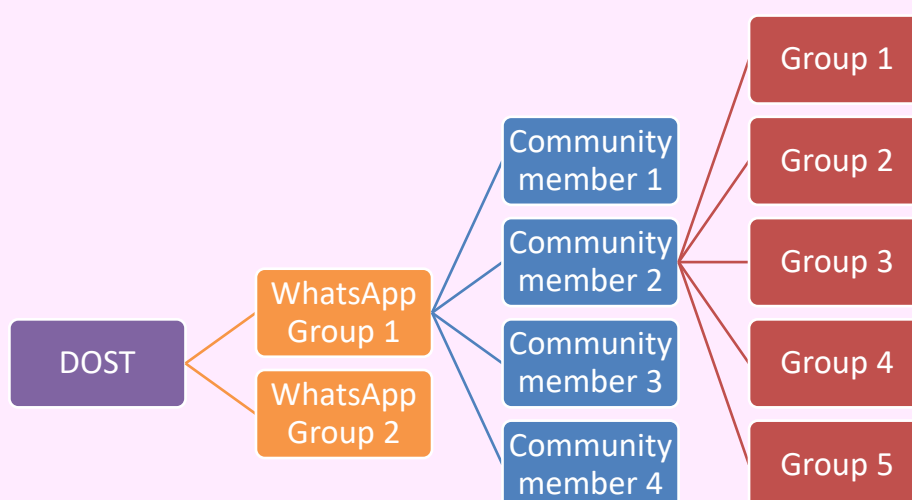 DOST
WhatsApp
Group 1
WhatsApp
Group 2
Community
member 1
Community
member 2
Community
member 3
Community
member 4
Group 1
Group 2
Group 3
Group 4
Group 5